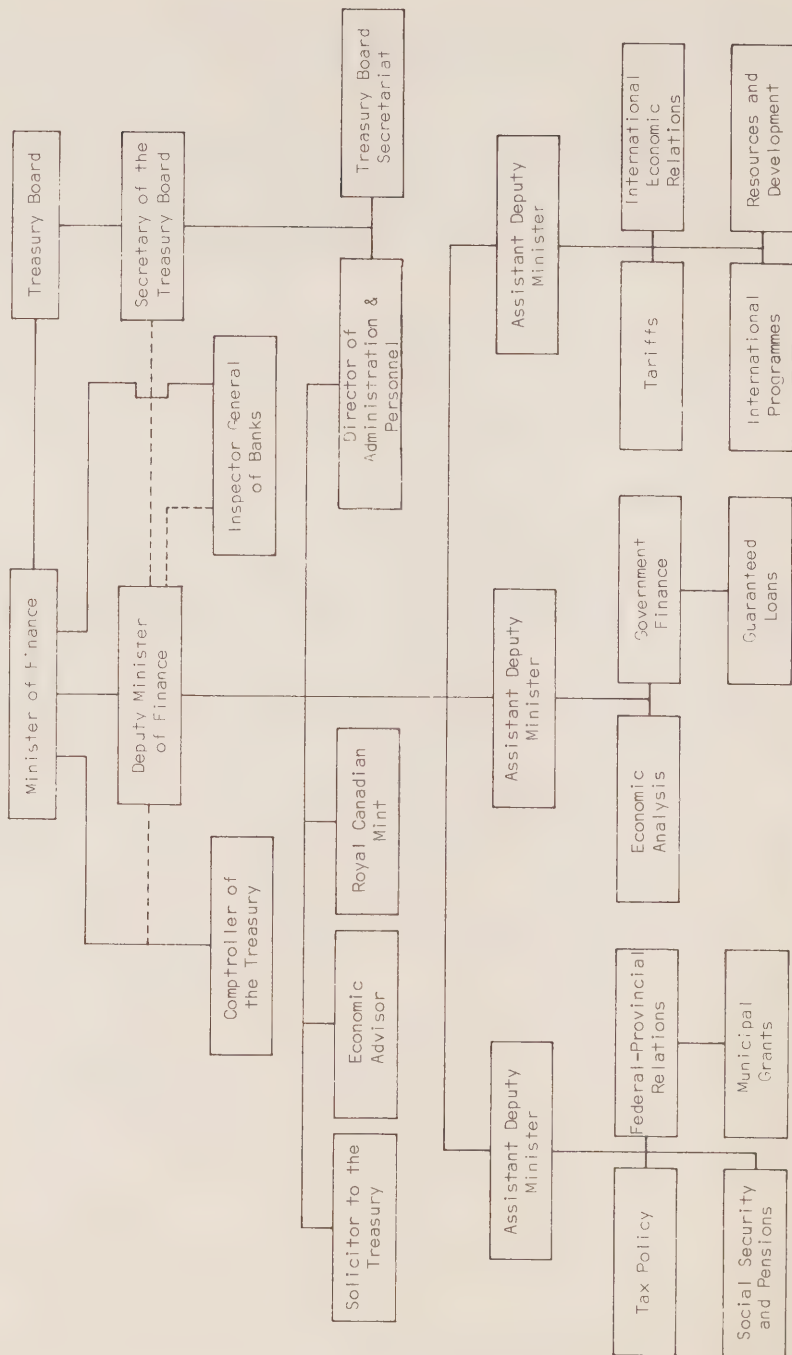 Minister of Finance
Treasury Board
Deputy Minister
of Finance
Secretary of the
Treasury Board
Comptroller of
the Treasury
Inspector General
of Banks
Solicitor to the
Treasury
Economic
Advisor
Royal Canadian
Mint
Director of
Administration &
Personnel
Treasury Board
Secretariat
Assistant Deputy
Minister
Assistant Deputy
Minister
Assistant Deputy
Minister
Tax Policy
Federal-Provincial
Relations
Economic
Analysis
Government
Finance
Tariffs
International
Economic
Relations
Social Security
and Pensions
Municipal
Grants
Guaranteed
Loans
International
Programmes
Resources and
Development